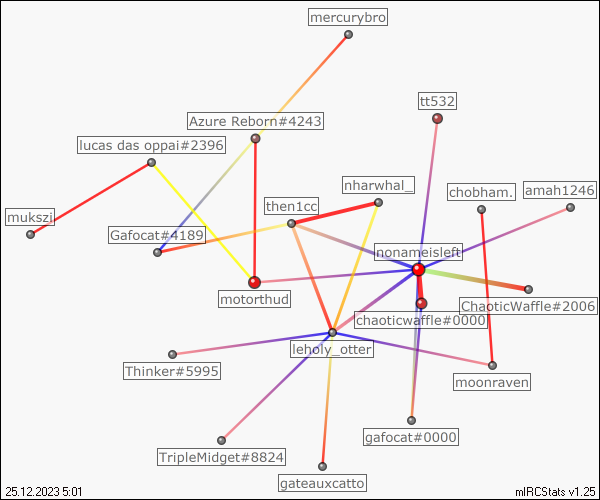 mercurybro
tt532
Azure Reborn#4243
lucas das oppai#2396
nharwhal_
chobham.
amah1246
then1cc
mukszi
Gafocat#4189
nonameisleft
motorthud
ChaoticWaffle#2006
chaoticwaffle#0000
leholy_otter
Thinker#5995
moonraven
gafocat#0000
TripleMidget#8824
gateauxcatto
25.12.2023 5:01
mIRCStats v1.25